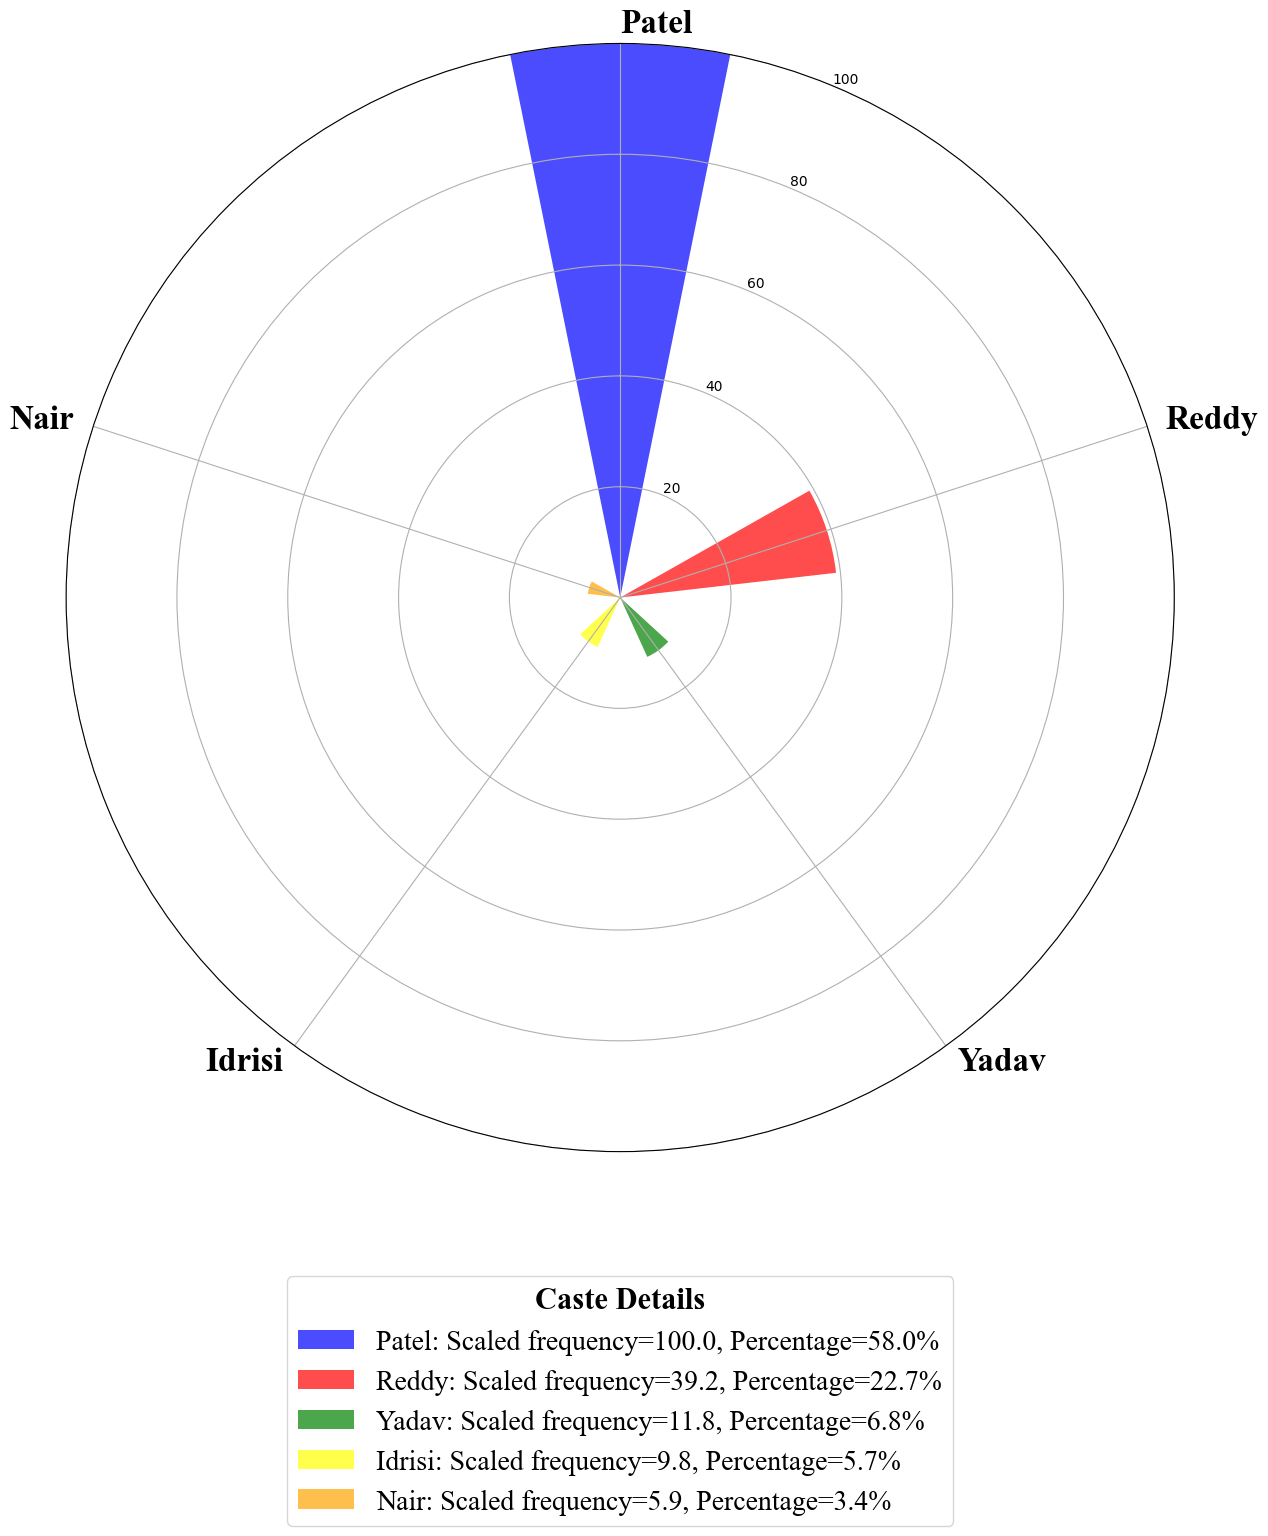 Patel
100
80
60
40
20
Nair
Reddy
Idrisi
Yadav
Caste Details
Patel: Scaled frequency=100.0, Percentage=58.0%
Reddy: Scaled frequency=39.2, Percentage=22.7%
Yadav: Scaled frequency=11.8, Percentage=6.8%
Idrisi: Scaled frequency=9.8, Percentage=5.7%
Nair: Scaled frequency=5.9, Percentage=3.4%